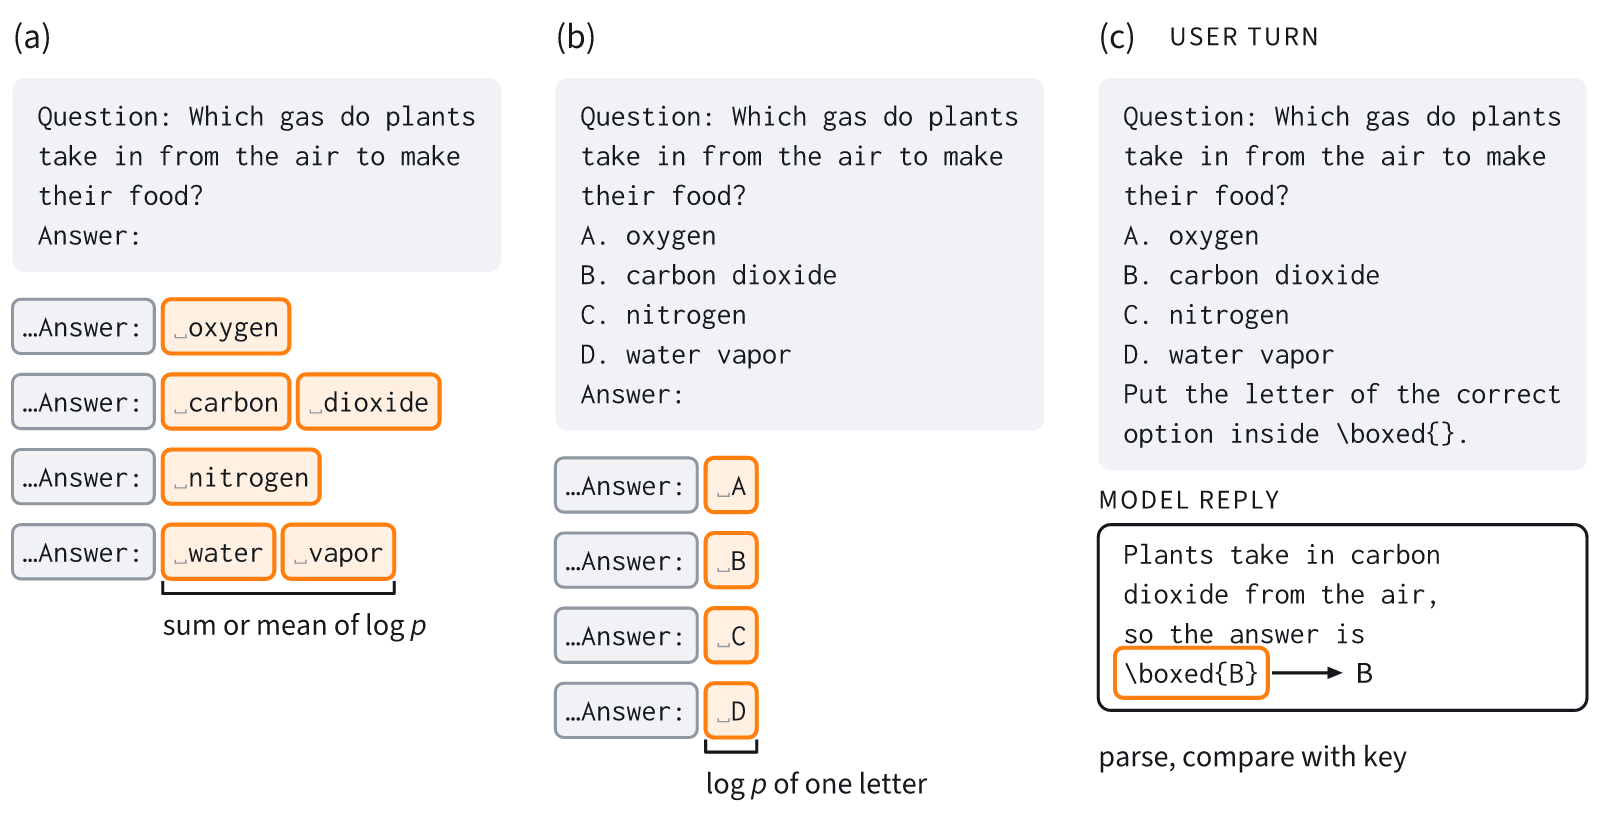 (a)
Question: Which gas do plants
take in from the air to make
their food?
Answer:
…Answer: ␣oxygen
…Answer: ␣carbon ␣dioxide
…Answer: ␣nitrogen
…Answer: ␣water ␣vapor
sum or mean of log p
(b)
Question: Which gas do plants
take in from the air to make
their food?
A. oxygen
B. carbon dioxide
C. nitrogen
D. water vapor
Answer:
…Answer: ␣A
…Answer: ␣B
…Answer: ␣C
…Answer: ␣D
log p of one letter
(c) USER TURN
Question: Which gas do plants
take in from the air to make
their food?
A. oxygen
B. carbon dioxide
C. nitrogen
D. water vapor
Put the letter of the correct
option inside \boxed{}.
MODEL REPLY
Plants take in carbon
dioxide from the air,
so the answer is
\boxed{B} B
parse, compare with key